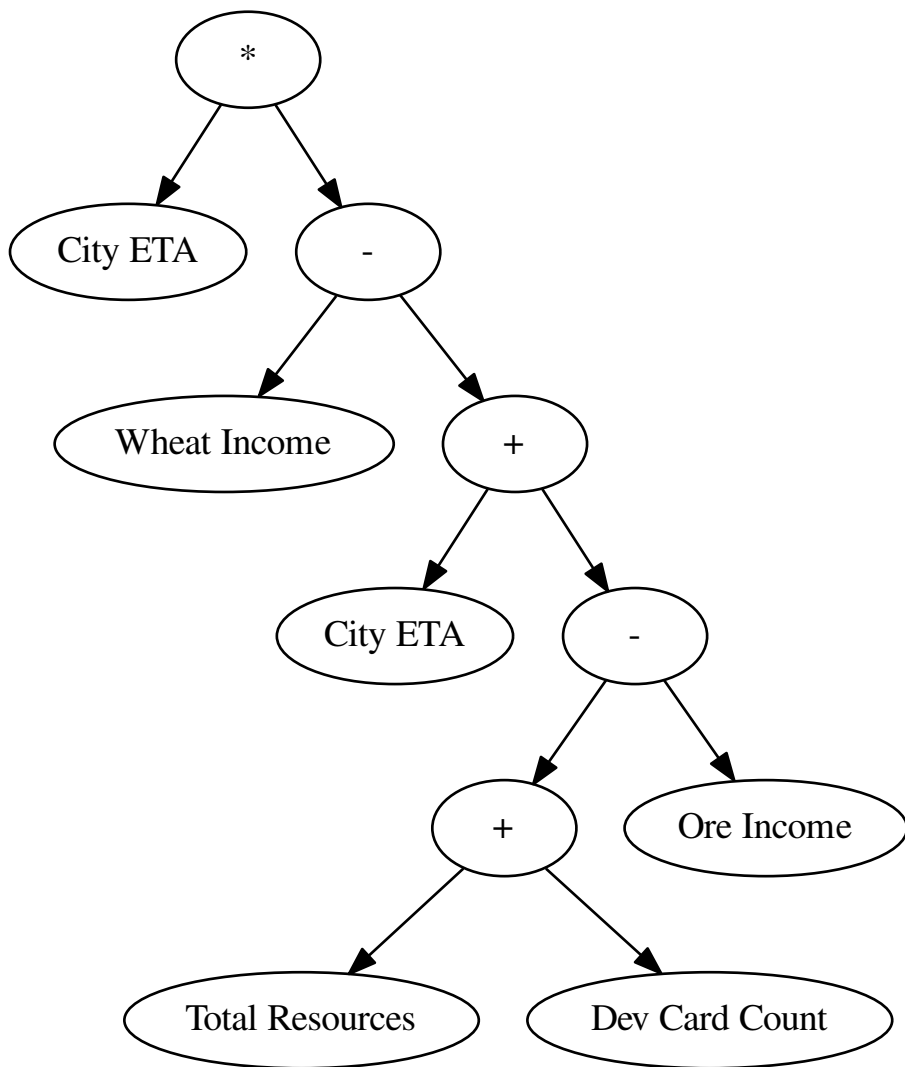 *
City ETA
-
Wheat Income
+
City ETA
-
+
Ore Income
Total Resources
Dev Card Count